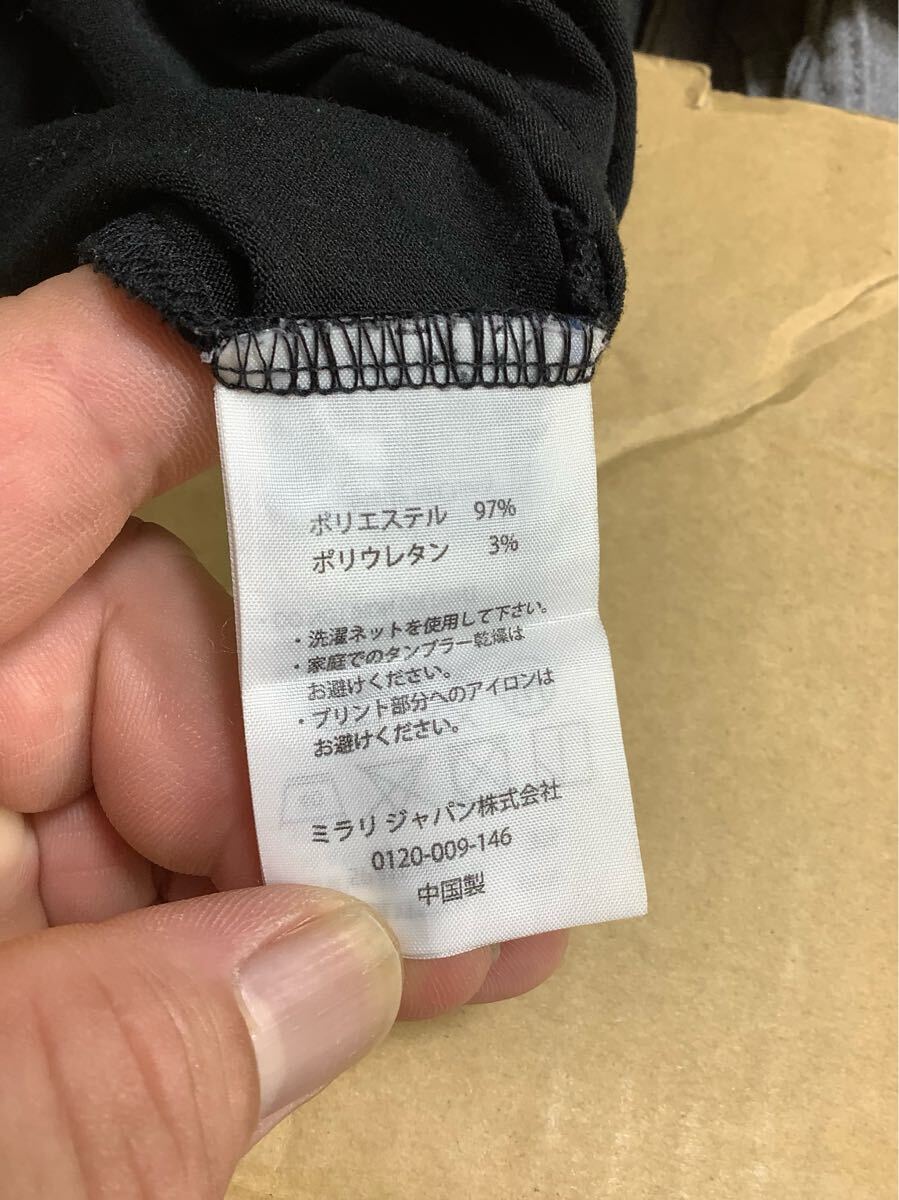 ポリエステル 97%
ポリウレタン 3%
・洗濯ネットを使用して下さい。
・家庭でのタンブラー乾燥は
お避けください。
・プリント部分へのアイロンは
お避けください。
ミラリ ジャパン株式会社
0120-009-146
中国製